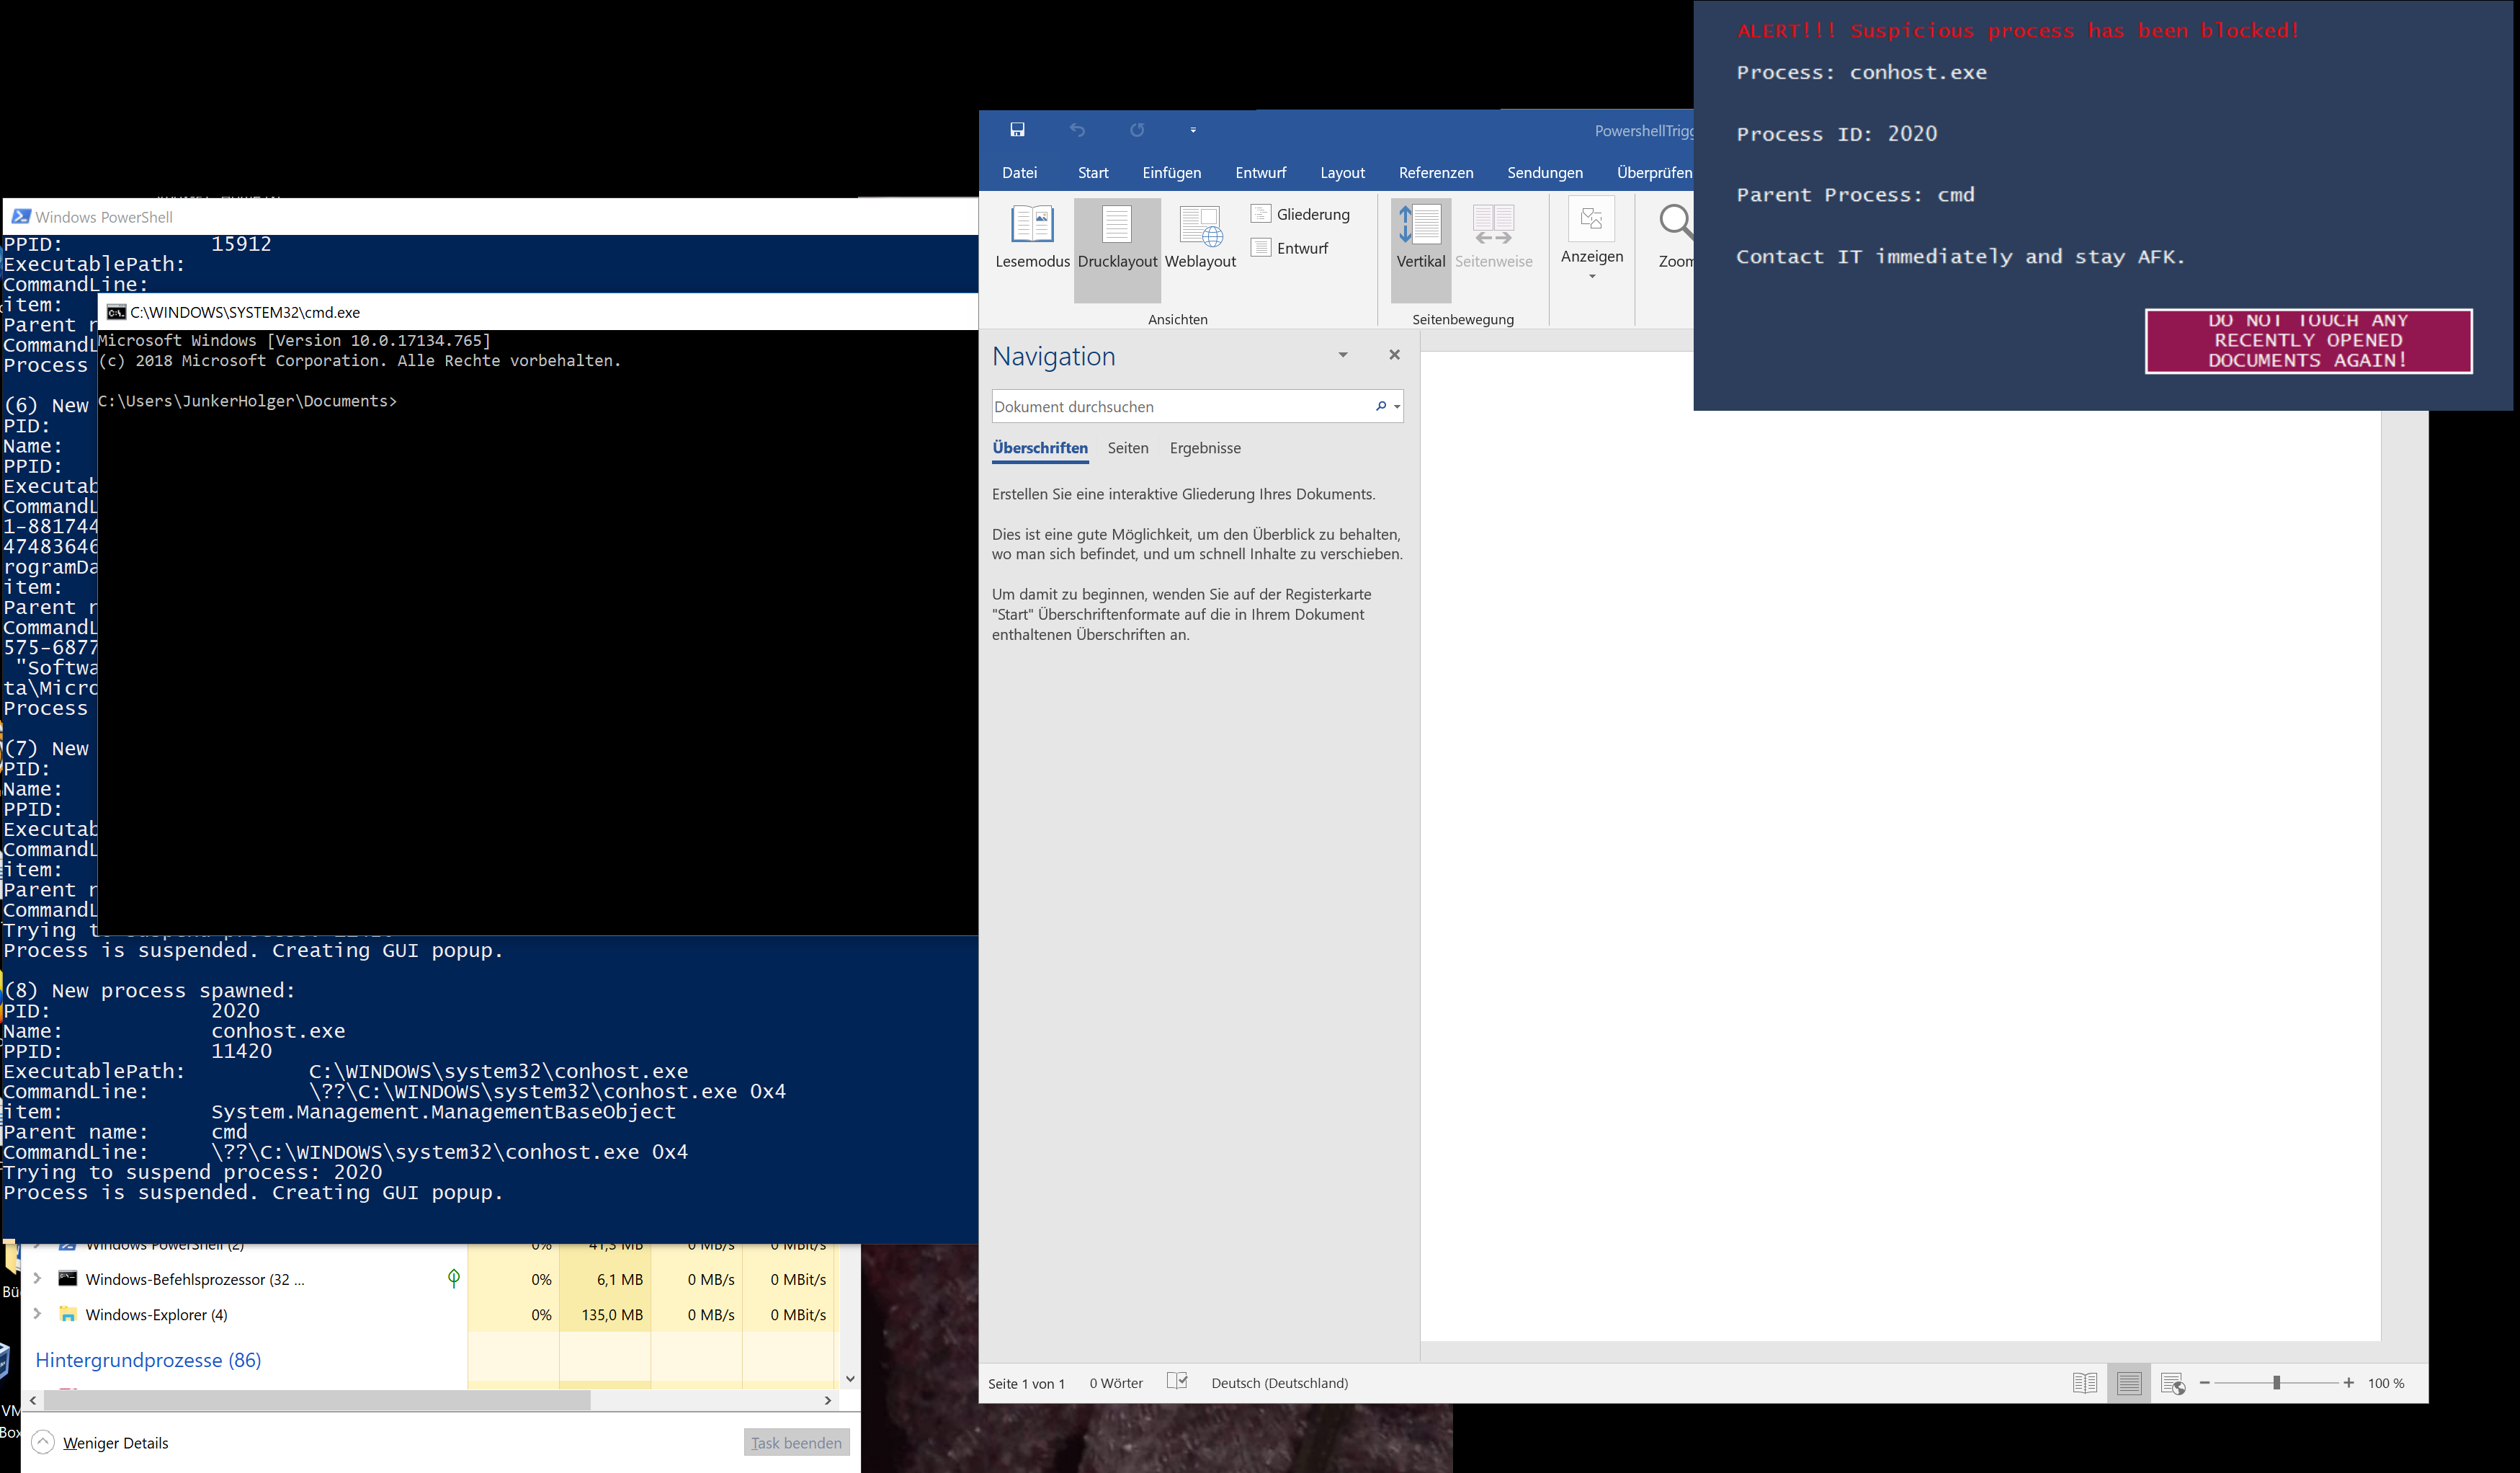 ALERT!!! Suspicious process has been blocked!
Process: conhost.exe
Process ID: 2020
Parent Process: cmd
Contact IT immediately and stay AFK.
DO NOT TOUCH ANY
RECENTLY OPENED
DOCUMENTS AGAIN!
Datei Start Einfügen Entwurf Layout Referenzen Sendungen Überprüfen
Lesemodus Drucklayout Weblayout
Gliederung
Entwurf
Ansichten
Vertikal Seitenweise
Seitenbewegung
Anzeigen
Navigation
Dokument durchsuchen
Überschriften Seiten Ergebnisse
Erstellen Sie eine interaktive Gliederung Ihres Dokuments.
Dies ist eine gute Möglichkeit, um den Überblick zu behalten,
wo man sich befindet, und um schnell Inhalte zu verschieben.
Um damit zu beginnen, wenden Sie auf der Registerkarte
"Start" Überschriftenformate auf die in Ihrem Dokument
enthaltenen Überschriften an.
Seite 1 von 1 0 Wörter Deutsch (Deutschland)
100 %
Windows PowerShell
PPID: 15912
ExecutablePath:
CommandLine:
item:
Parent
Process
C:\WINDOWS\SYSTEM32\cmd.exe
Microsoft Windows [Version 10.0.17134.765]
(c) 2018 Microsoft Corporation. Alle Rechte vorbehalten.
C:\Users\JunkerHolger\Documents>
(6) New
PID:
Name:
PPID:
1-881744
47483646
item:
Parent
575-6877
Process
(7) New
PID:
Name:
PPID:
item:
Parent
Trying
Process is suspended. Creating GUI popup.
(8) New process spawned:
PID: 2020
Name: conhost.exe
PPID: 11420
ExecutablePath: C:\WINDOWS\system32\conhost.exe
CommandLine: \??\C:\WINDOWS\system32\conhost.exe 0x4
item: System.Management.ManagementBaseObject
Parent name: cmd
CommandLine: \??\C:\WINDOWS\system32\conhost.exe 0x4
Trying to suspend process: 2020
Process is suspended. Creating GUI popup.
Windows PowerShell (2) 0% 41,3 MB 0 MB/s 0 MBit/s
Windows-Befehlsprozessor (32 ... 0% 6,1 MB 0 MB/s 0 MBit/s
Windows-Explorer (4) 0% 135,0 MB 0 MB/s 0 MBit/s
Hintergrundprozesse (86)
Weniger Details
Task beenden